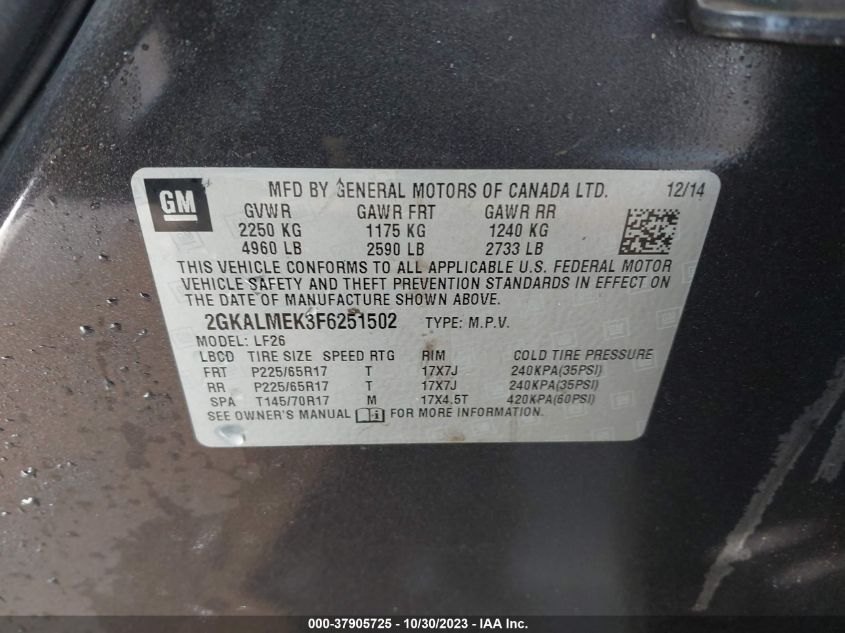 GM
MFD BY GENERAL MOTORS OF CANADA LTD. 12/14
GVWR GAWR FRT GAWR RR
2250 KG 1175 KG 1240 KG
4960 LB 2590 LB 2733 LB
THIS VEHICLE CONFORMS TO ALL APPLICABLE U.S. FEDERAL MOTOR
VEHICLE SAFETY AND THEFT PREVENTION STANDARDS IN EFFECT ON
THE DATE OF MANUFACTURE SHOWN ABOVE.
2GKALMEK3F6251502 TYPE: M.P.V.
MODEL: LF26
LBCD TIRE SIZE SPEED RTG RIM COLD TIRE PRESSURE
FRT P225/65R17 T 17X7J 240KPA(35PSI)
RR P225/65R17 T 17X7J 240KPA(35PSI)
SPA T145/70R17 M 17X4.5T 420KPA(60PSI)
SEE OWNER'S MANUAL FOR MORE INFORMATION.
000-37905725 - 10/30/2023 - IAA Inc.